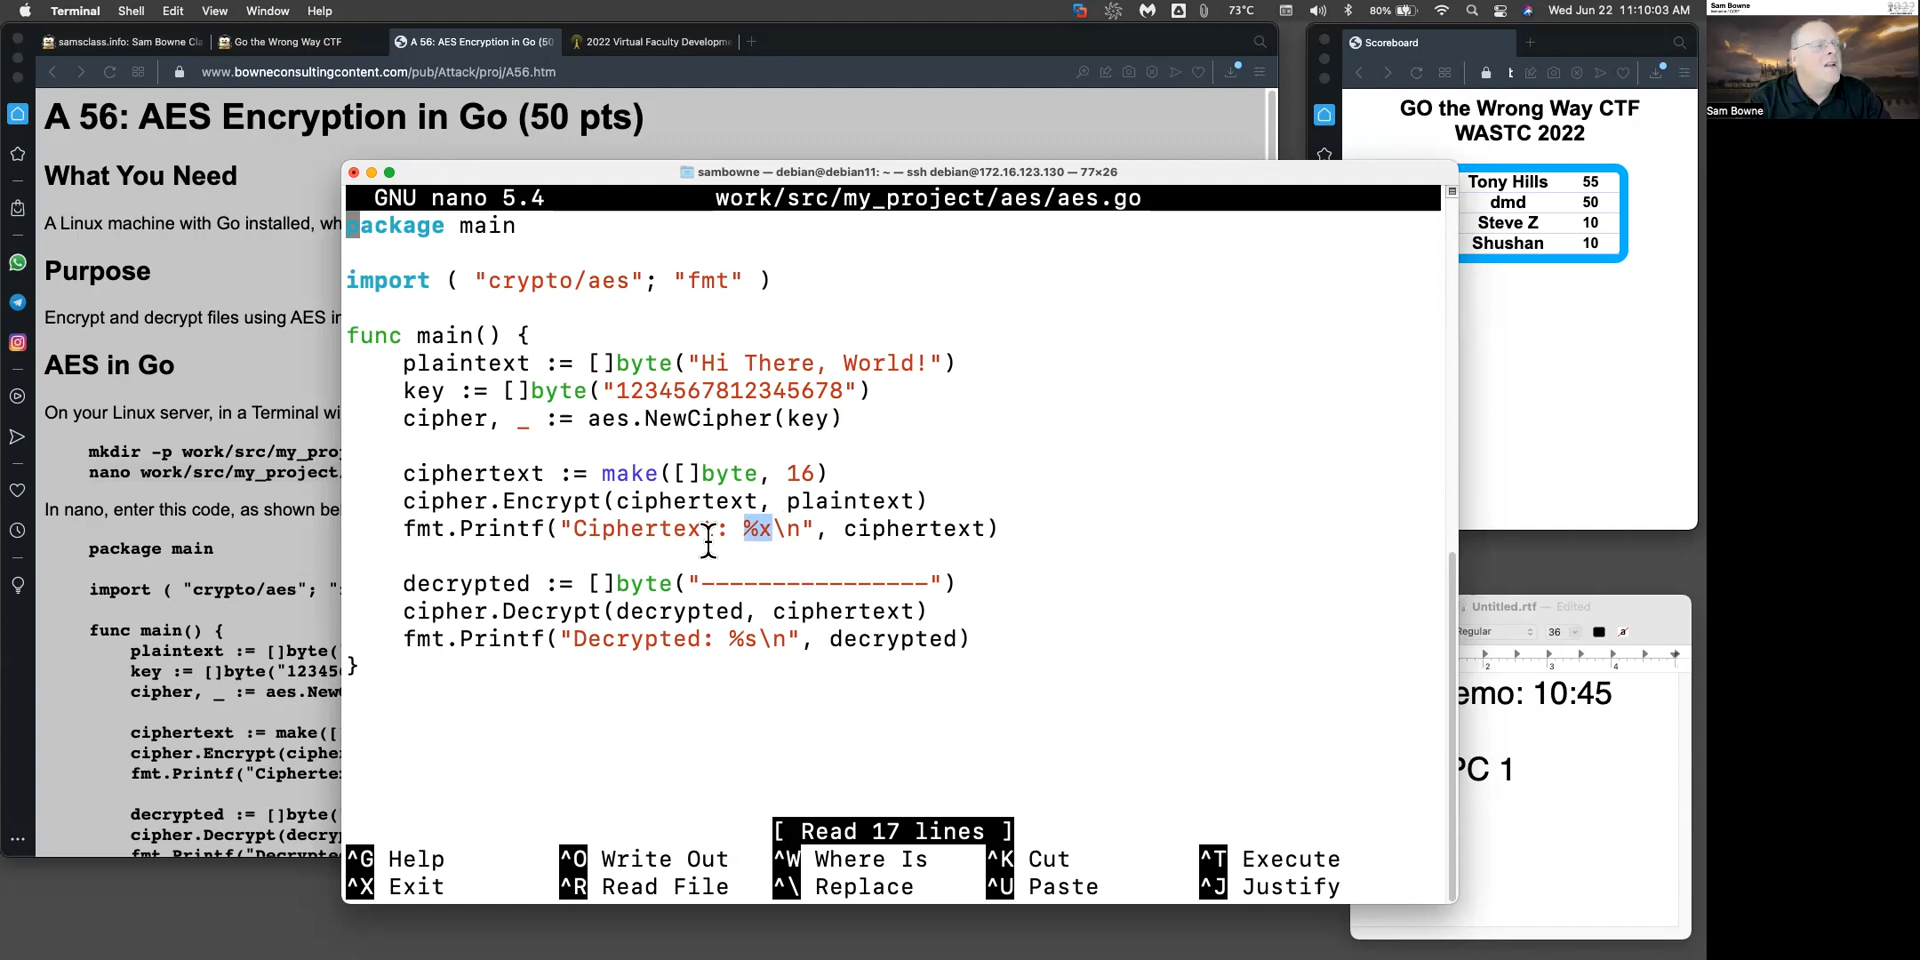 Terminal Shell Edit View Window Help
73°C 80% Wed Jun 22 11:10:03 AM
samsclass.info: Sam Bowne Cla
Go the Wrong Way CTF
A 56: AES Encryption in Go (50
2022 Virtual Faculty Developm
www.bowneconsultingcontent.com/pub/Attack/proj/A56.htm
A 56: AES Encryption in Go (50 pts)
What You Need
A Linux machine with Go installed, wh
Purpose
Encrypt and decrypt files using AES in
AES in Go
On your Linux server, in a Terminal wi
mkdir -p work/src/my_pro
nano work/src/my_project
In nano, enter this code, as shown be
package main
import ( "crypto/aes"; "
func main() {
plaintext := []byte("
key := []byte("12345
cipher, _ := aes.New
ciphertext := make([
cipher.Encrypt(ciphe
fmt.Printf("Cipherte
decrypted := []byte(
cipher.Decrypt(decry
fmt.Printf("Decrypte
sambowne — debian@debian11: ~ — ssh debian@172.16.123.130 — 77×26
GNU nano 5.4 work/src/my_project/aes/aes.go
package main
import ( "crypto/aes"; "fmt" )
func main() {
plaintext := []byte("Hi There, World!")
key := []byte("1234567812345678")
cipher, _ := aes.NewCipher(key)
ciphertext := make([]byte, 16)
cipher.Encrypt(ciphertext, plaintext)
fmt.Printf("Ciphertext: %x\n", ciphertext)
decrypted := []byte("----------------")
cipher.Decrypt(decrypted, ciphertext)
fmt.Printf("Decrypted: %s\n", decrypted)
}
[ Read 17 lines ]
^G Help ^O Write Out ^W Where Is ^K Cut ^T Execute
^X Exit ^R Read File ^\ Replace ^U Paste ^J Justify
Scoreboard
t
GO the Wrong Way CTF
WASTC 2022
Tony Hills 55
dmd 50
Steve Z 10
Shushan 10
Untitled.rtf — Edited
Regular 36
2 3 4
emo: 10:45
PC 1
Sam Bowne
Sam Bowne